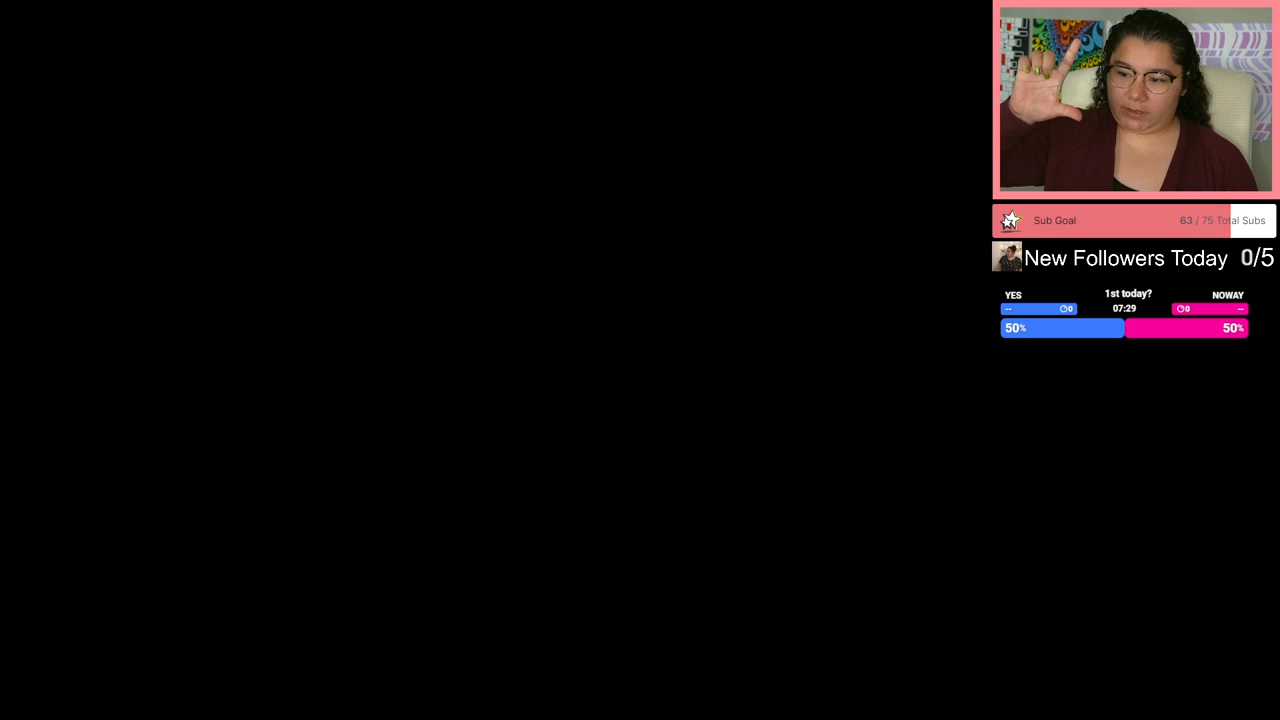 Sub Goal 63 / 75 Total Subs
New Followers Today 0/5
YES 1st today? NOWAY
-- 0 07:29 0 --
50% 50%